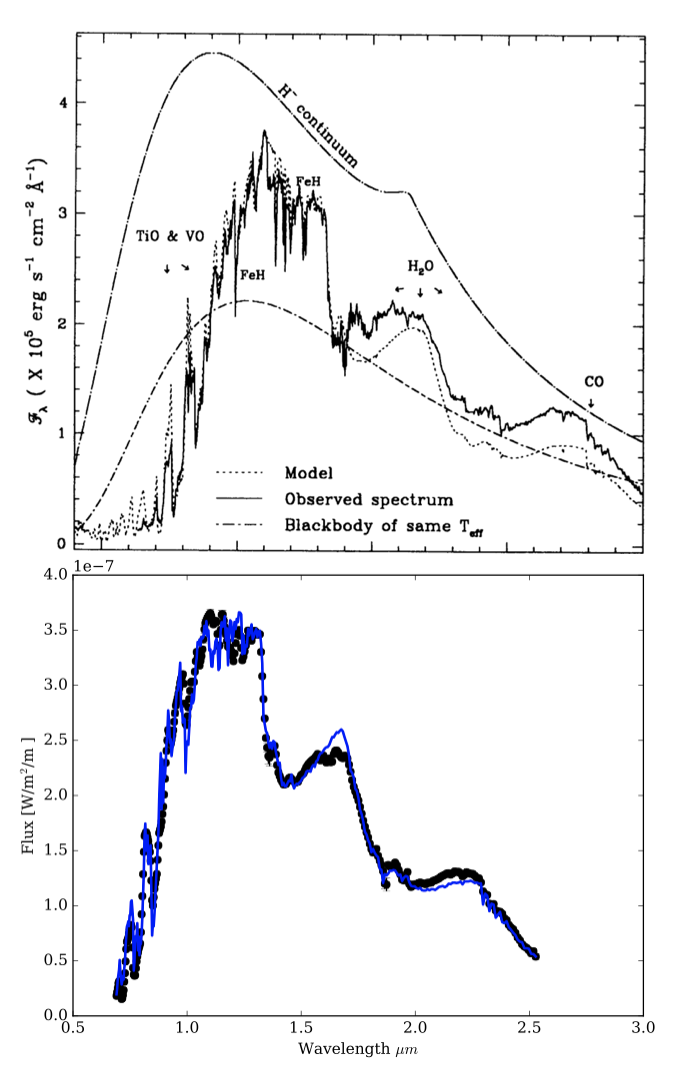 4
3
2
1
0
ℱλ ( X 10⁵ erg s⁻¹ cm⁻² Å⁻¹ )
H⁻ continuum
FeH
TiO & VO
FeH
H₂O
CO
Model
Observed spectrum
Blackbody of same Teff
1e−7
4.0
3.5
3.0
2.5
2.0
1.5
1.0
0.5
0.0
Flux [W/m²/m ]
0.5 1.0 1.5 2.0 2.5 3.0
Wavelength μm